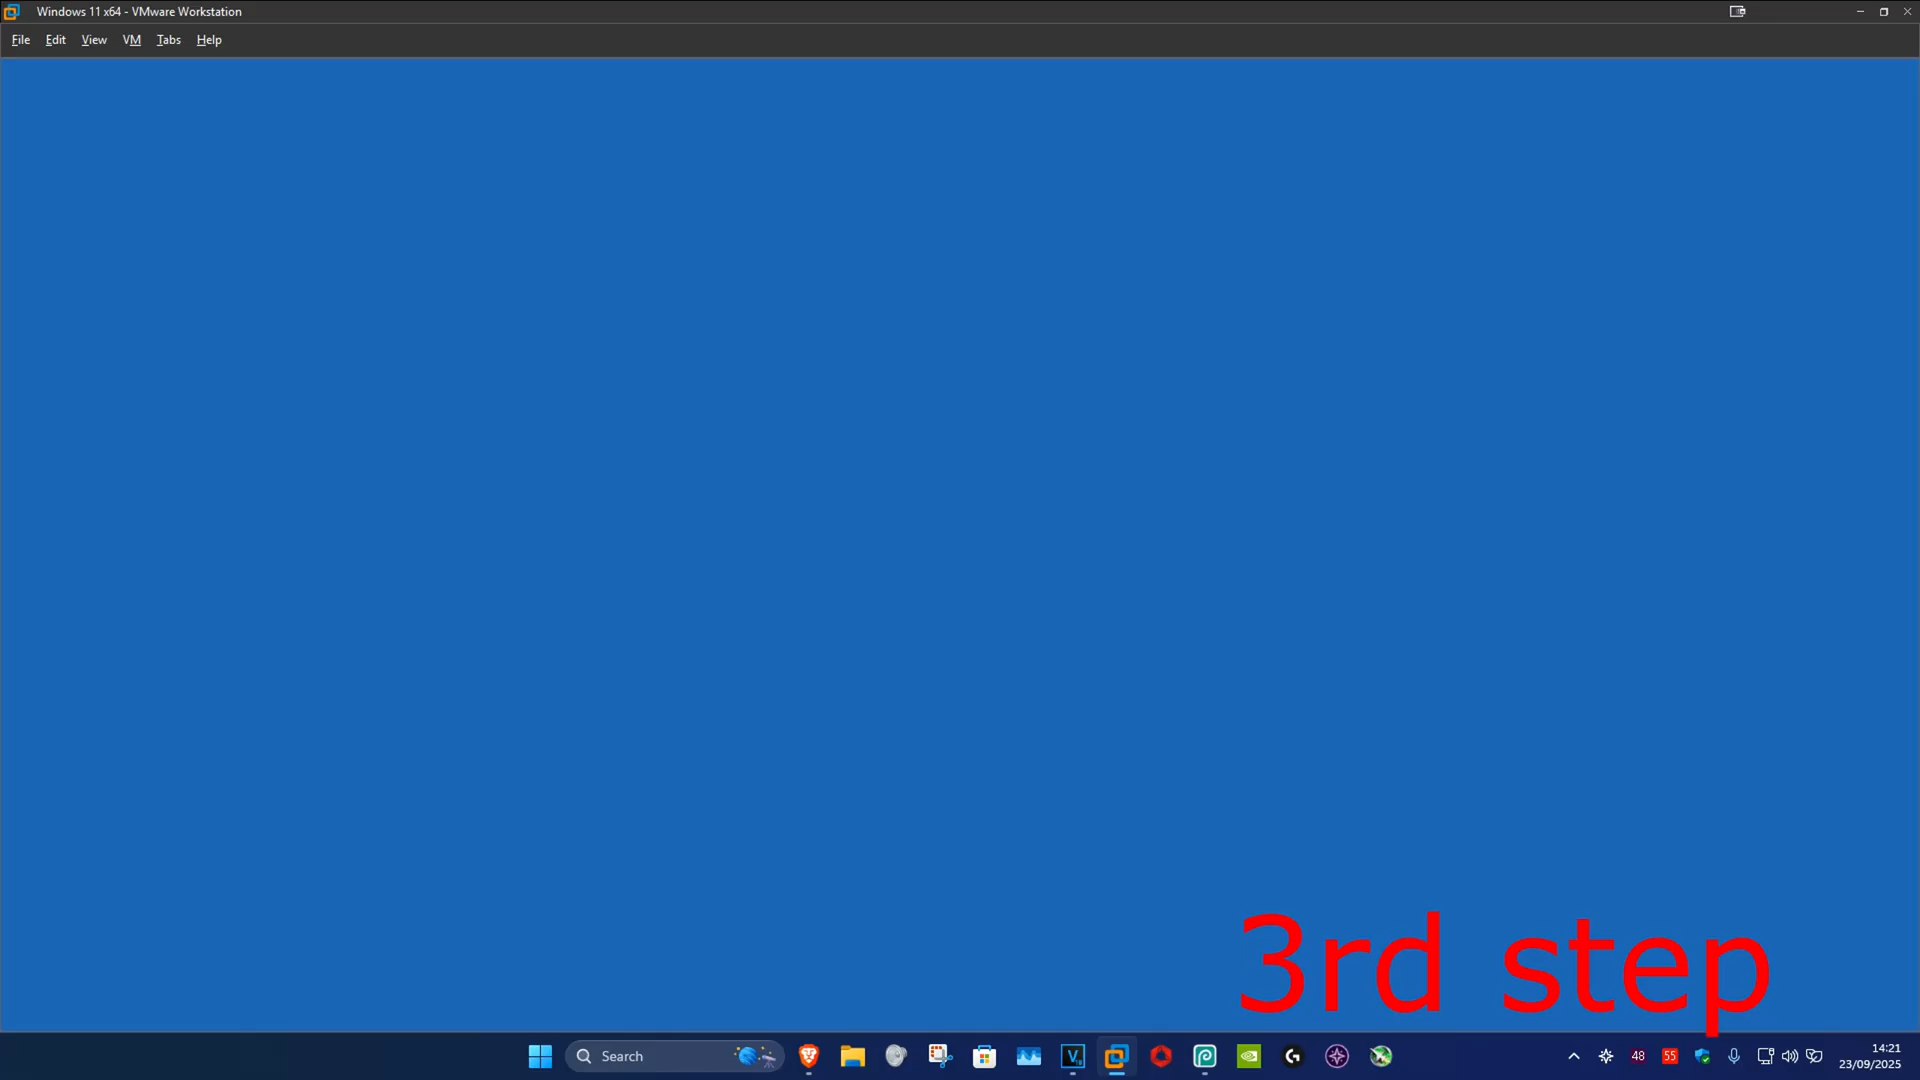 Windows 11 x64 - VMware Workstation
File Edit View VM Tabs Help
3rd step
Search
48 55
14:21
23/09/2025